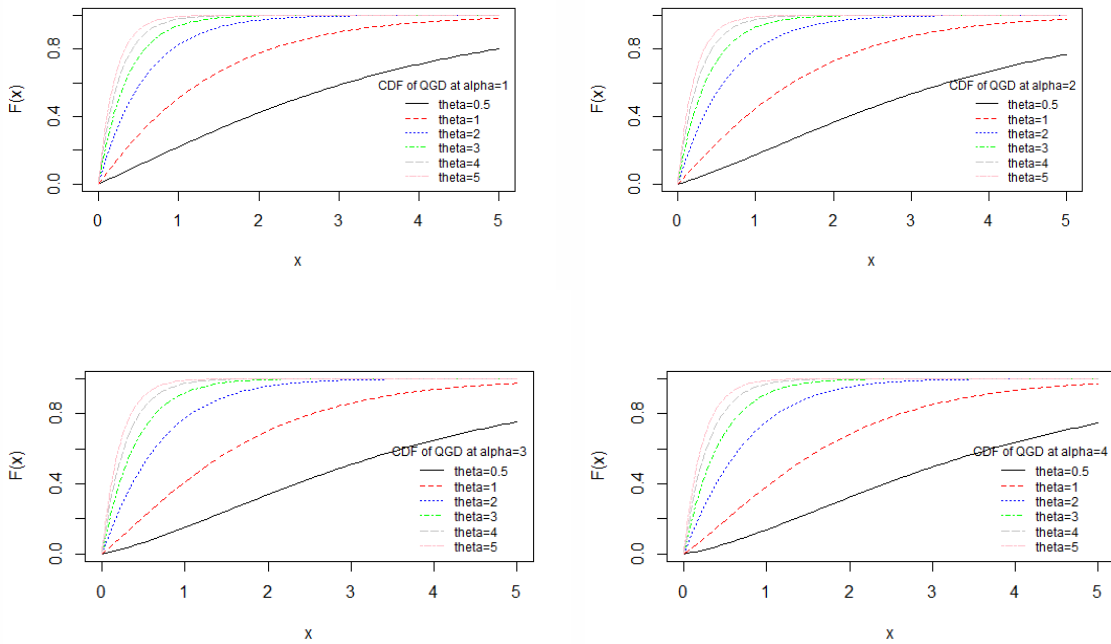 F(x)
0.8
0.4
0.0
CDF of QGD at alpha=1
theta=0.5
theta=1
theta=2
theta=3
theta=4
theta=5
0 1 2 3 4 5
x
F(x)
0.8
0.4
0.0
CDF of QGD at alpha=2
theta=0.5
theta=1
theta=2
theta=3
theta=4
theta=5
0 1 2 3 4 5
x
F(x)
0.8
0.4
0.0
CDF of QGD at alpha=3
theta=0.5
theta=1
theta=2
theta=3
theta=4
theta=5
0 1 2 3 4 5
x
F(x)
0.8
0.4
0.0
CDF of QGD at alpha=4
theta=0.5
theta=1
theta=2
theta=3
theta=4
theta=5
0 1 2 3 4 5
x